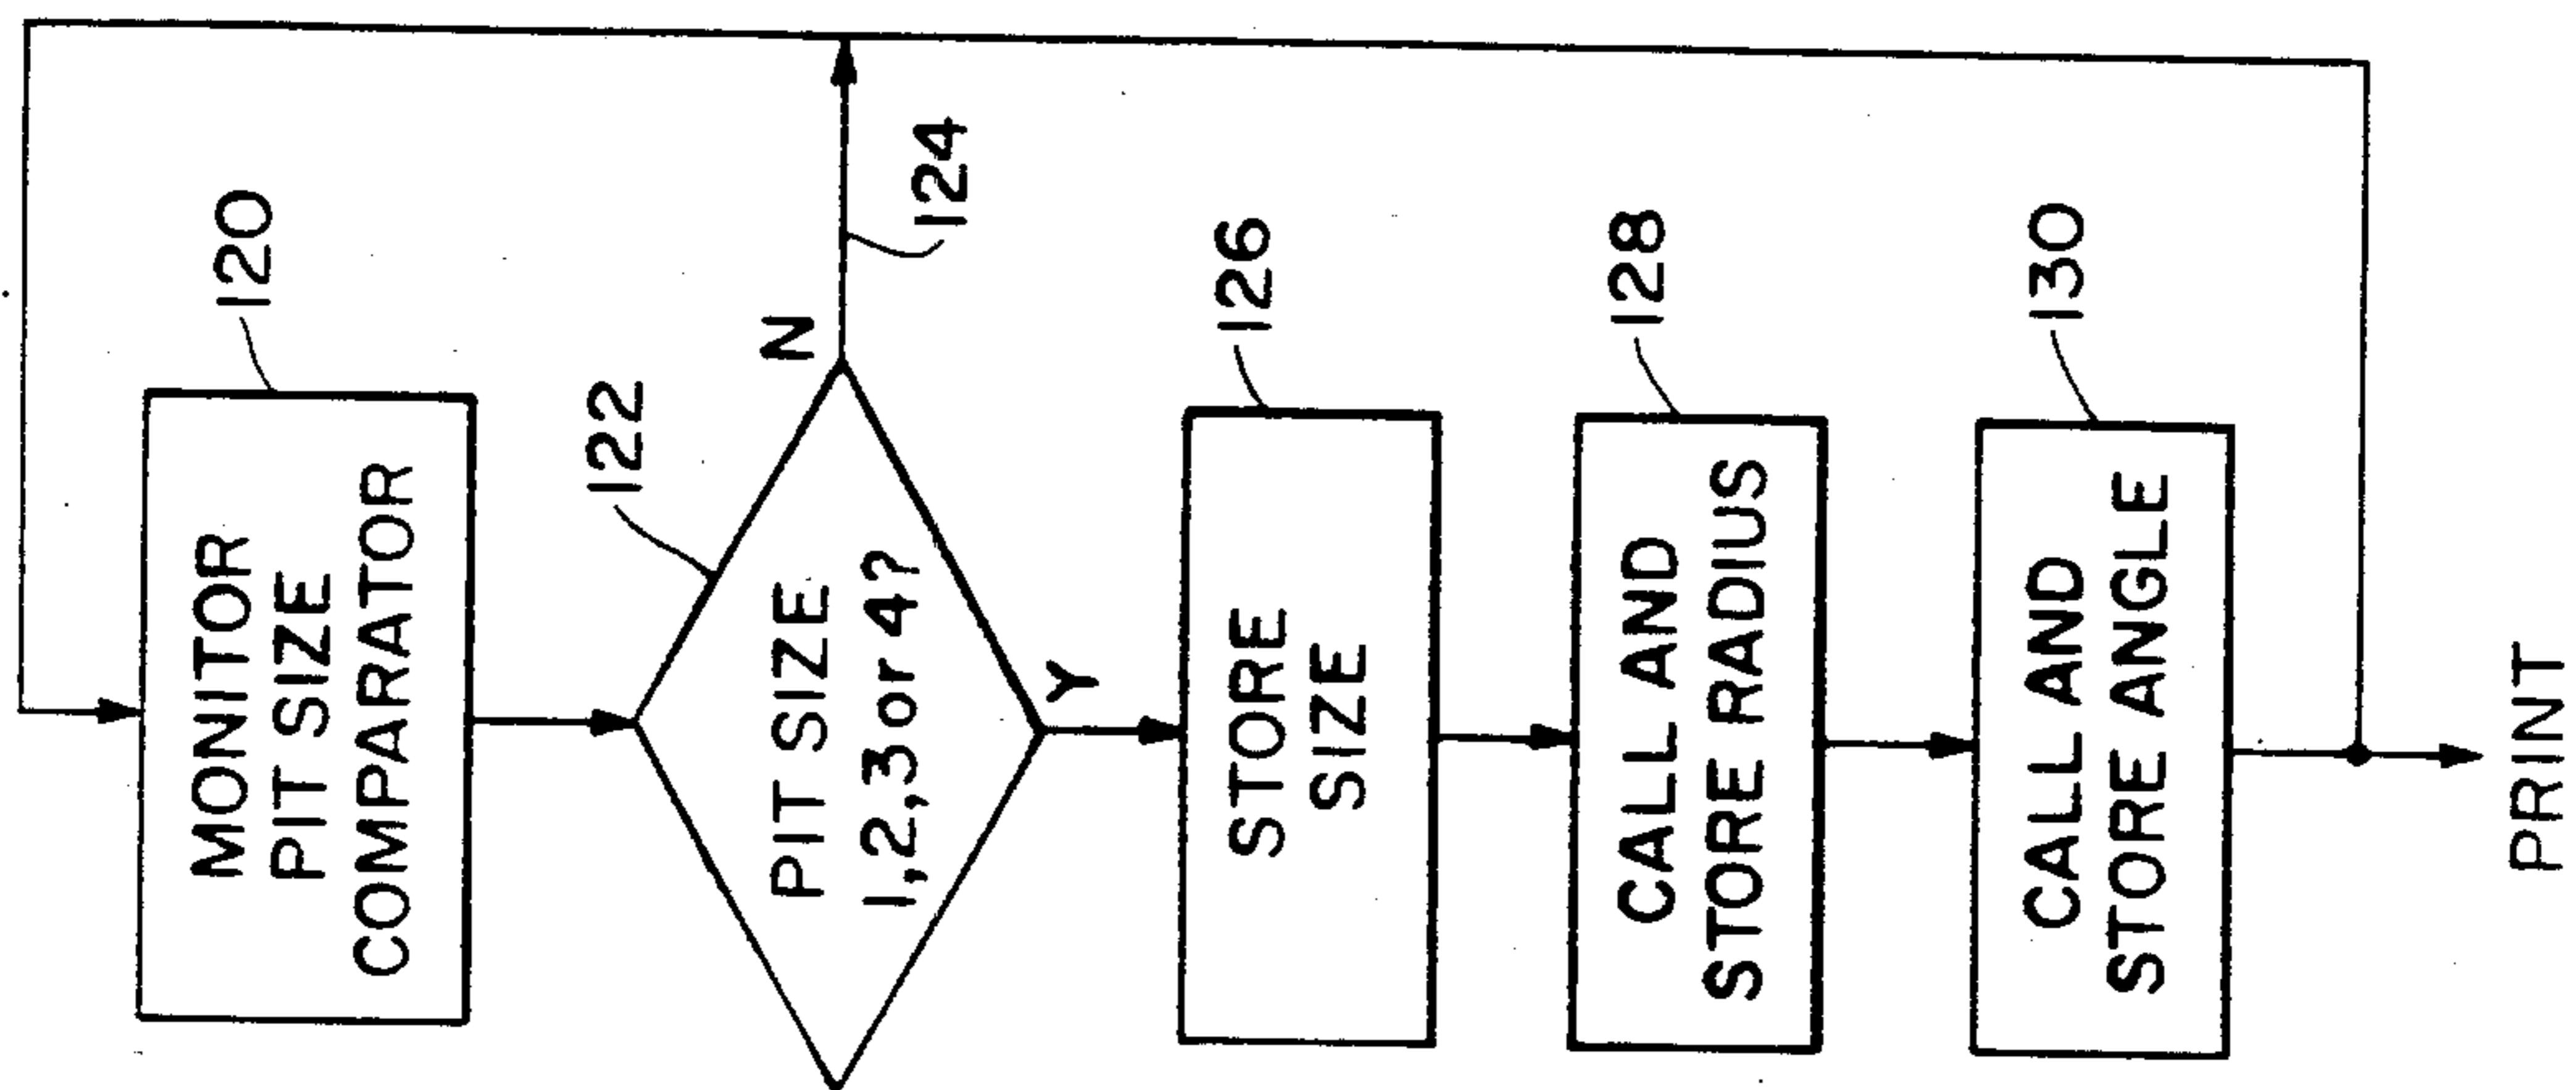 120
MONITOR
PIT SIZE
COMPARATOR
122
PIT SIZE
1,2,3 or 4?
N
124
Y
126
STORE
SIZE
128
CALL AND
STORE RADIUS
130
CALL AND
STORE ANGLE
PRINT